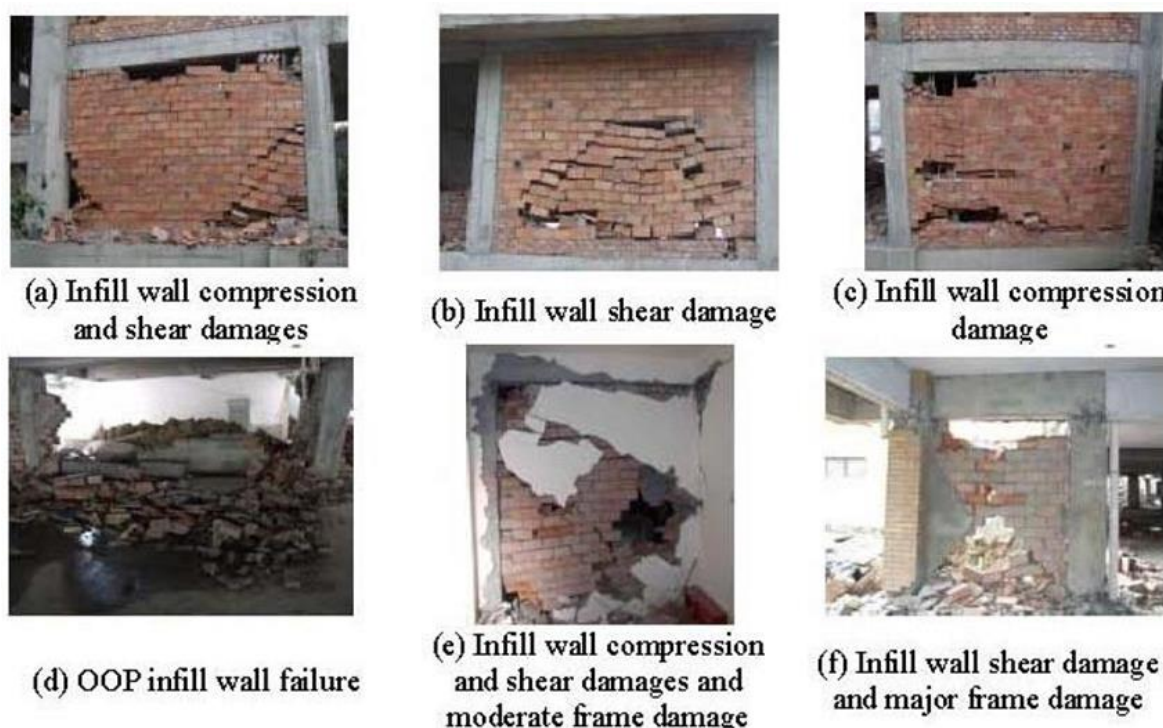 (a) Infill wall compression
and shear damages
(b) Infill wall shear damage
(c) Infill wall compression
damage
(d) OOP infill wall failure
(e) Infill wall compression
and shear damages and
moderate frame damage
(f) Infill wall shear damage
and major frame damage